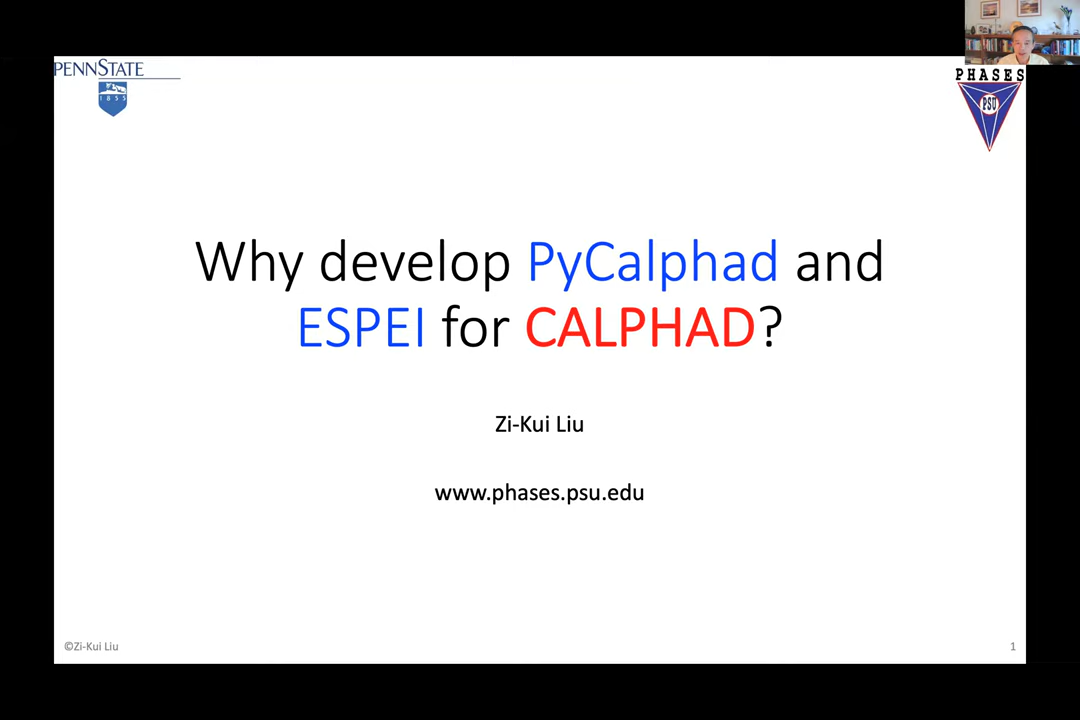 PENNSTATE
1855
PHASES
PSU
Why develop PyCalphad and
ESPEI for CALPHAD?
Zi-Kui Liu
www.phases.psu.edu
©Zi-Kui Liu
1